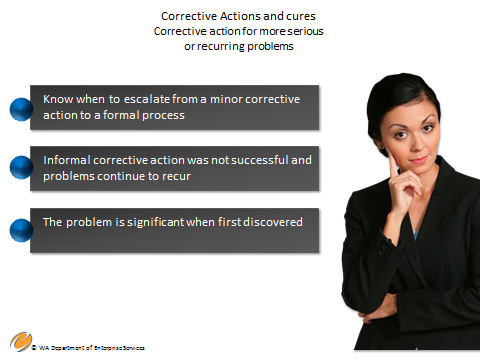 Corrective Actions and cures
Corrective action for more serious
or recurring problems
Know when to escalate from a minor corrective
action to a formal process
Informal corrective action was not successful and
problems continue to recur
The problem is significant when first discovered
© WA Department of Enterprise Services